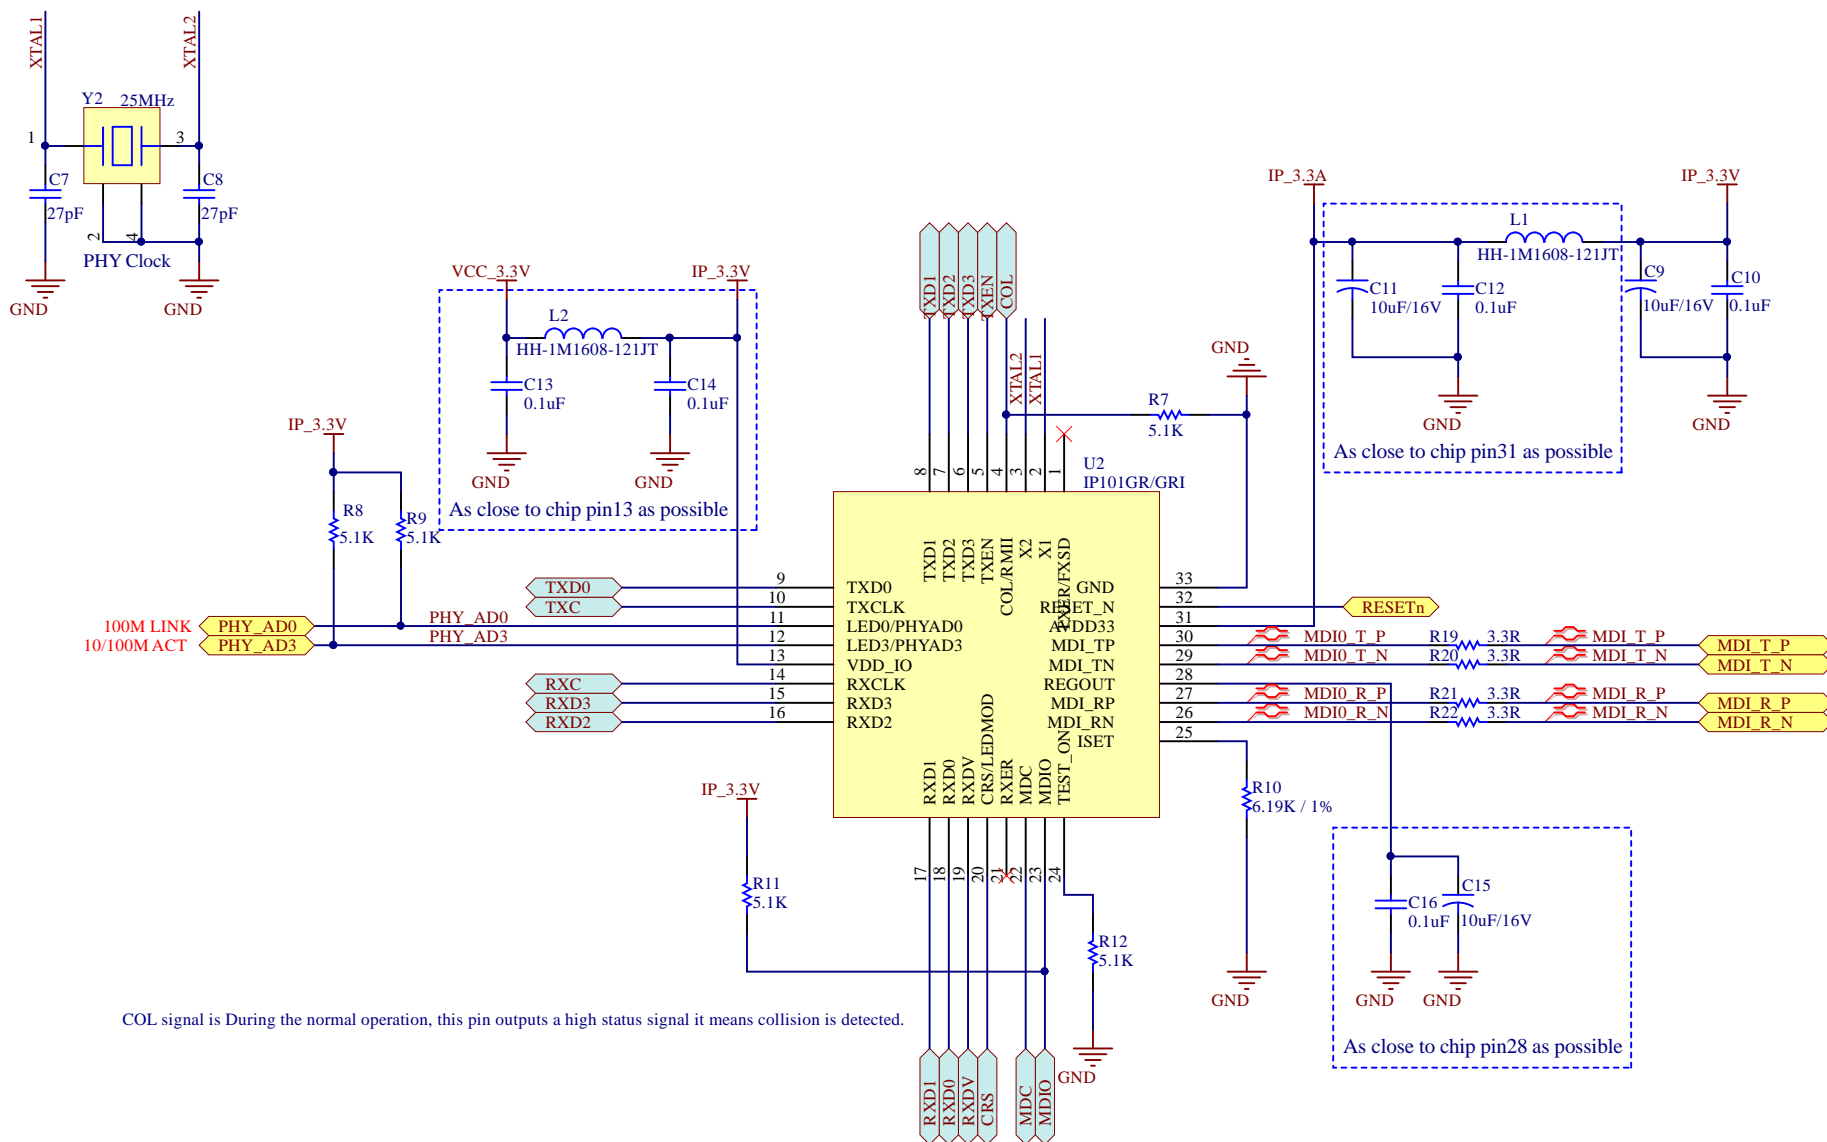 XTAL1
XTAL2
Y2 25MHz
1
3
C7
27pF
C8
27pF
2
4
PHY Clock
GND
GND
VCC_3.3V
IP_3.3V
L2
HH-1M1608-121JT
C13
0.1uF
C14
0.1uF
GND
GND
As close to chip pin13 as possible
IP_3.3A
IP_3.3V
L1
HH-1M1608-121JT
C11
10uF/16V
C12
0.1uF
C9
10uF/16V
C10
0.1uF
GND
GND
As close to chip pin31 as possible
TXD1
TXD2
TXD3
TXEN
COL
XTAL2
XTAL1
GND
R7
5.1K
IP_3.3V
R8
5.1K
R9
5.1K
8
7
6
5
4
3
2
1
U2
IP101GR/GRI
TXD1
TXD2
TXD3
TXEN
COL/RMII
X2
X1
TXER/FXSD
TXD0
9
TXD0
TXC
10
TXCLK
100M LINK
PHY_AD0
PHY_AD0
11
LED0/PHYAD0
10/100M ACT
PHY_AD3
PHY_AD3
12
LED3/PHYAD3
13
VDD_IO
RXC
14
RXCLK
RXD3
15
RXD3
RXD2
16
RXD2
GND
33
RESET_N
32
RESETn
AVDD33
31
MDI_TP
30
MDI0_T_P
R19
3.3R
MDI_T_P
MDI_T_P
MDI_TN
29
MDI0_T_N
R20
3.3R
MDI_T_N
MDI_T_N
REGOUT
28
MDI_RP
27
MDI0_R_P
R21
3.3R
MDI_R_P
MDI_R_P
MDI_RN
26
MDI0_R_N
R22
3.3R
MDI_R_N
MDI_R_N
ISET
25
RXD1
RXD0
RXDV
CRS/LEDMOD
RXER
MDC
MDIO
TEST_ON
17
18
19
20
21
22
23
24
IP_3.3V
R11
5.1K
R12
5.1K
GND
R10
6.19K / 1%
GND
C16
0.1uF
C15
10uF/16V
GND
GND
As close to chip pin28 as possible
COL signal is During the normal operation, this pin outputs a high status signal it means collision is detected.
RXD1
RXD0
RXDV
CRS
MDC
MDIO